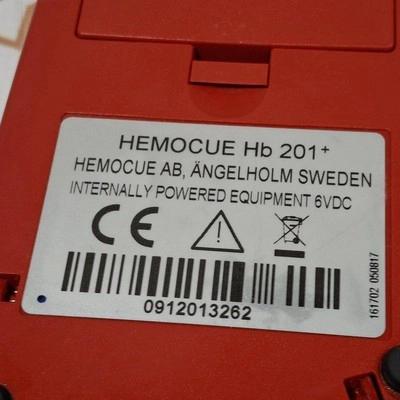 HEMOCUE Hb 201+
HEMOCUE AB, ÄNGELHOLM SWEDEN
INTERNALLY POWERED EQUIPMENT 6VDC
CE
0912013262
161702 050817